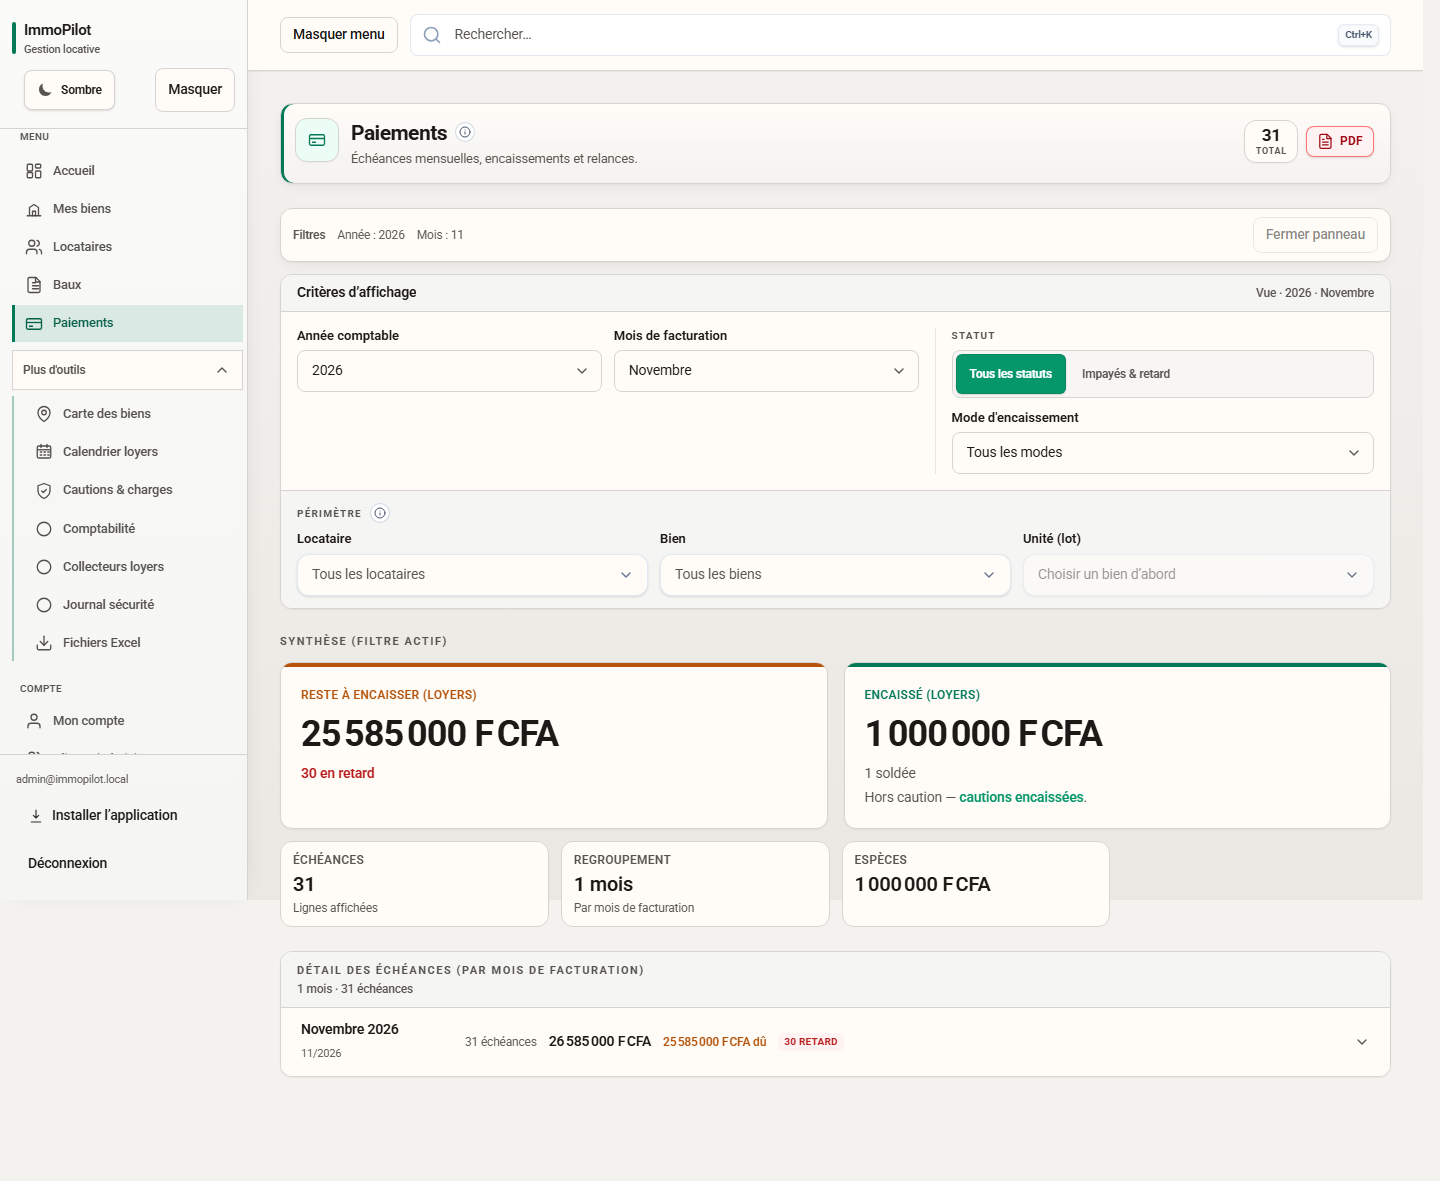 ImmoPilot
Gestion locative
Sombre
Masquer
MENU
Accueil
Mes biens
Locataires
Baux
Paiements
Plus d'outils
Carte des biens
Calendrier loyers
Cautions & charges
Comptabilité
Collecteurs loyers
Journal sécurité
Fichiers Excel
COMPTE
Mon compte
admin@immopilot.local
Installer l’application
Déconnexion
Masquer menu
Rechercher...
Ctrl+K
Paiements
Échéances mensuelles, encaissements et relances.
31
TOTAL
PDF
Filtres Année : 2026 Mois : 11
Fermer panneau
Critères d’affichage
Vue · 2026 · Novembre
Année comptable
2026
Mois de facturation
Novembre
STATUT
Tous les statuts
Impayés & retard
Mode d'encaissement
Tous les modes
PÉRIMÈTRE
Locataire
Tous les locataires
Bien
Tous les biens
Unité (lot)
Choisir un bien d’abord
SYNTHÈSE (FILTRE ACTIF)
RESTE À ENCAISSER (LOYERS)
25 585 000 F CFA
30 en retard
ENCAISSÉ (LOYERS)
1 000 000 F CFA
1 soldée
Hors caution — cautions encaissées.
ÉCHÉANCES
31
Lignes affichées
REGROUPEMENT
1 mois
Par mois de facturation
ESPÈCES
1 000 000 F CFA
DÉTAIL DES ÉCHÉANCES (PAR MOIS DE FACTURATION)
1 mois · 31 échéances
Novembre 2026
11/2026
31 échéances 26 585 000 F CFA 25 585 000 F CFA dû 30 RETARD